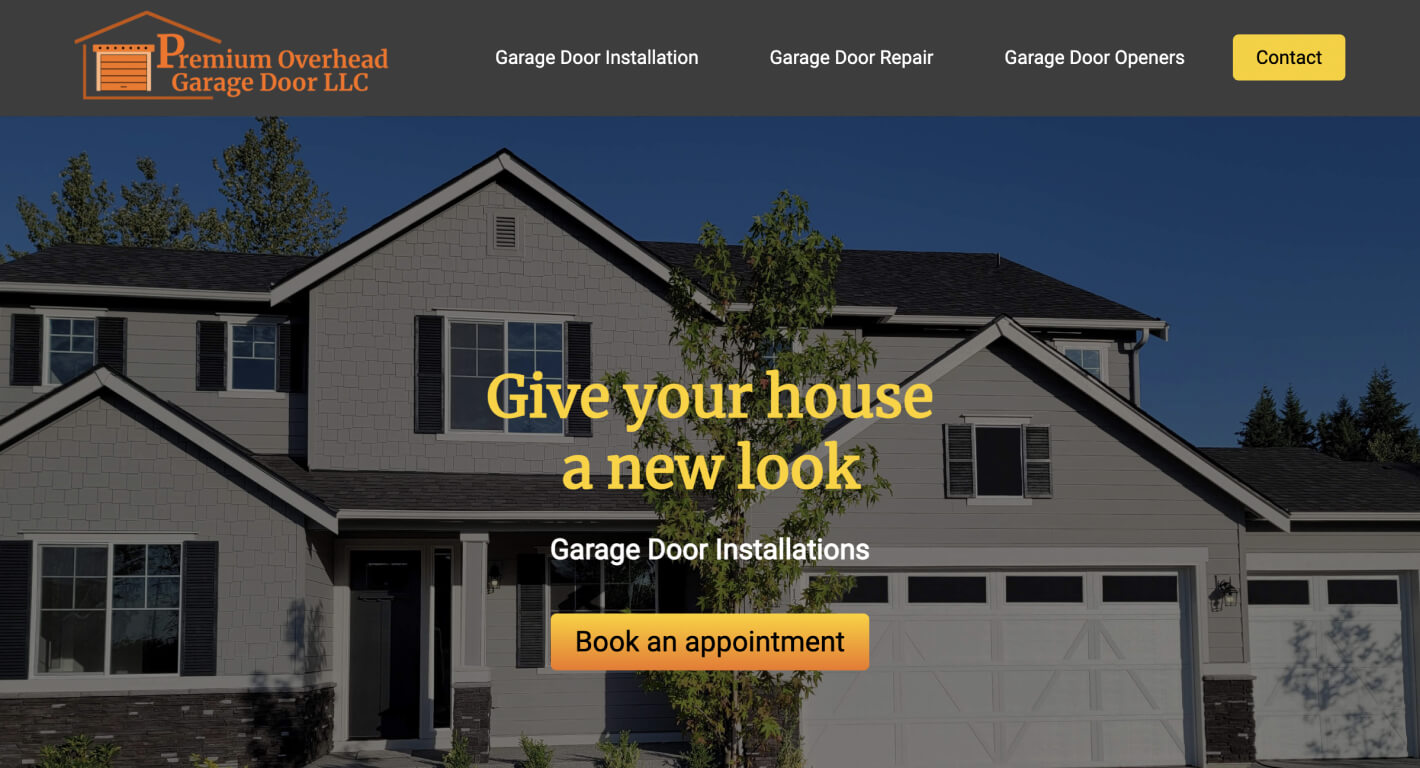 Premium Overhead
Garage Door LLC
Garage Door Installation
Garage Door Repair
Garage Door Openers
Contact
Give your house
a new look
Garage Door Installations
Book an appointment